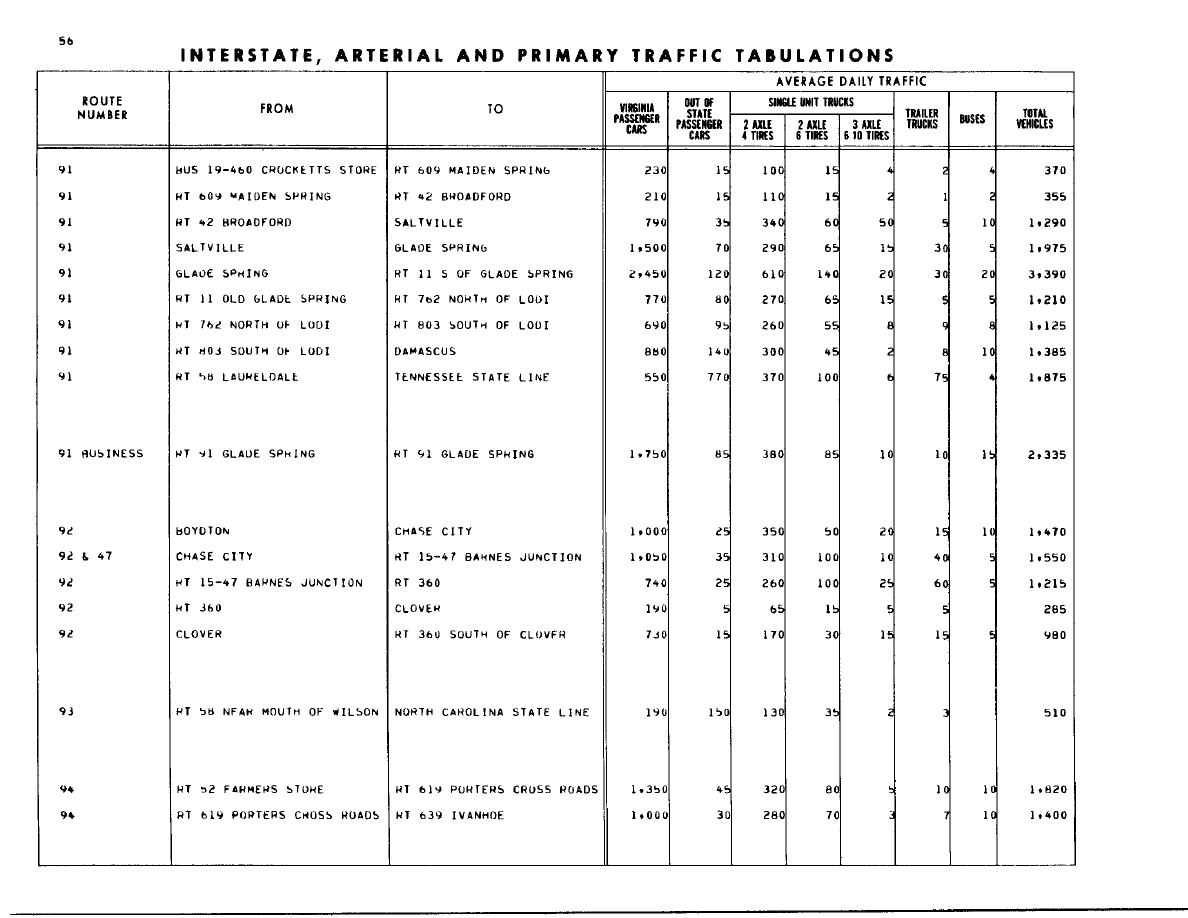 56
INTERSTATE, ARTERIAL AND PRIMARY TRAFFIC TABULATIONS
ROUTE NUMBER FROM TO AVERAGE DAILY TRAFFIC
VIRGINIA PASSENGER CARS OUT OF STATE PASSENGER CARS SINGLE UNIT TRUCKS 2 AXLE 4 TIRES 2 AXLE 6 TIRES 3 AXLE 6 10 TIRES TRAILER TRUCKS BUSES TOTAL VEHICLES
91 BUS 19-460 CROCKETTS STORE RT 609 MAIDEN SPRING 230 15 100 15 4 2 4 370
91 RT 609 MAIDEN SPRING RT 42 BROADFORD 210 15 110 15 2 1 2 355
91 RT 42 BROADFORD SALTVILLE 790 35 340 60 50 5 10 1,290
91 SALTVILLE GLADE SPRING 1,500 70 290 65 15 30 5 1,975
91 GLADE SPRING RT 11 S OF GLADE SPRING 2,450 120 610 140 20 30 20 3,390
91 RT 11 OLD GLADE SPRING RT 762 NORTH OF LODI 770 80 270 65 15 5 5 1,210
91 RT 762 NORTH OF LODI RT 803 SOUTH OF LODI 690 95 260 55 8 9 8 1,125
91 RT 803 SOUTH OF LODI DAMASCUS 880 140 300 45 2 8 10 1,385
91 RT 58 LAURELDALE TENNESSEE STATE LINE 550 770 370 100 6 75 4 1,875
91 BUSINESS RT 91 GLADE SPRING RT 91 GLADE SPRING 1,750 85 380 85 10 10 15 2,335
92 BOYDTON CHASE CITY 1,000 25 350 50 20 15 10 1,470
92 & 47 CHASE CITY RT 15-47 BARNES JUNCTION 1,050 35 310 100 10 40 5 1,550
92 RT 15-47 BARNES JUNCTION RT 360 740 25 260 100 25 60 5 1,215
92 RT 360 CLOVER 190 5 65 15 5 5 285
92 CLOVER RT 360 SOUTH OF CLOVER 730 15 170 30 15 15 5 980
93 RT 58 NEAR MOUTH OF WILSON NORTH CAROLINA STATE LINE 190 150 130 35 2 3 510
94 RT 52 FARMERS STORE RT 619 PORTERS CROSS ROADS 1,350 45 320 80 5 10 10 1,820
94 RT 619 PORTERS CROSS ROADS RT 639 IVANHOE 1,000 30 280 70 3 7 10 1,400